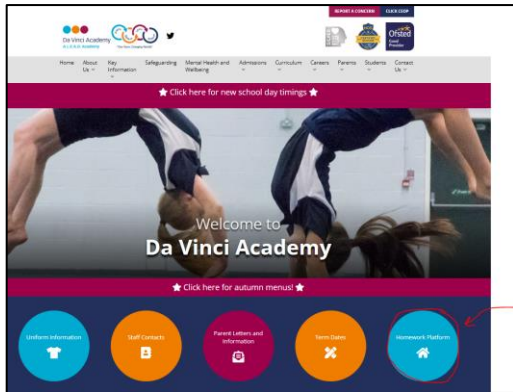 REPORT A CONCERN CLICK CEOP
Da Vinci Academy
A L.E.A.D. Academy
Ofsted
Good
Provider
Home About Us Key Information Safeguarding Mental Health and Wellbeing Admissions Curriculum Careers Parents Students Contact Us
Click here for new school day timings
Welcome to
Da Vinci Academy
Click here for autumn menus!
Uniform Information
Staff Contacts
Parent Letters and
Information
Term Dates
Homework Platform